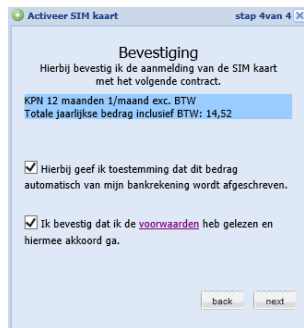 Activeer SIM kaart stap 4van 4
Bevestiging
Hierbij bevestig ik de aanmelding van de SIM kaart
met het volgende contract.
KPN 12 maanden 1/maand exc. BTW
Totale jaarlijkse bedrag inclusief BTW: 14,52
Hierbij geef ik toestemming dat dit bedrag
automatisch van mijn bankrekening wordt afgeschreven.
Ik bevestig dat ik de voorwaarden heb gelezen en
hiermee akkoord ga.
back next